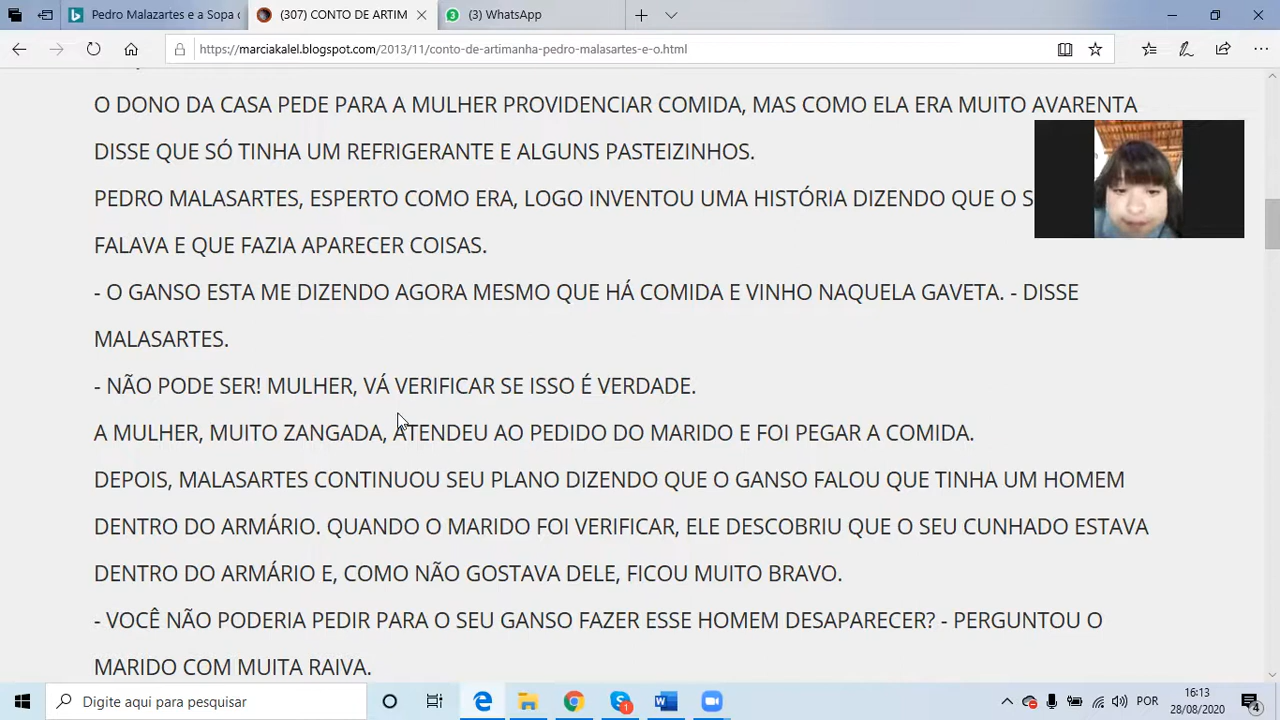 Pedro Malazartes e a Sopa
(307) CONTO DE ARTIM
(3) WhatsApp
https://marciakalel.blogspot.com/2013/11/conto-de-artimanha-pedro-malasartes-e-o.html
O DONO DA CASA PEDE PARA A MULHER PROVIDENCIAR COMIDA, MAS COMO ELA ERA MUITO AVARENTA
DISSE QUE SÓ TINHA UM REFRIGERANTE E ALGUNS PASTEIZINHOS.
PEDRO MALASARTES, ESPERTO COMO ERA, LOGO INVENTOU UMA HISTÓRIA DIZENDO QUE O
FALAVA E QUE FAZIA APARECER COISAS.
- O GANSO ESTA ME DIZENDO AGORA MESMO QUE HÁ COMIDA E VINHO NAQUELA GAVETA. - DISSE
MALASARTES.
- NÃO PODE SER! MULHER, VÁ VERIFICAR SE ISSO É VERDADE.
A MULHER, MUITO ZANGADA, ATENDEU AO PEDIDO DO MARIDO E FOI PEGAR A COMIDA.
DEPOIS, MALASARTES CONTINUOU SEU PLANO DIZENDO QUE O GANSO FALOU QUE TINHA UM HOMEM
DENTRO DO ARMÁRIO. QUANDO O MARIDO FOI VERIFICAR, ELE DESCOBRIU QUE O SEU CUNHADO ESTAVA
DENTRO DO ARMÁRIO E, COMO NÃO GOSTAVA DELE, FICOU MUITO BRAVO.
- VOCÊ NÃO PODERIA PEDIR PARA O SEU GANSO FAZER ESSE HOMEM DESAPARECER? - PERGUNTOU O
MARIDO COM MUITA RAIVA.
Digite aqui para pesquisar
POR
16:13
28/08/2020